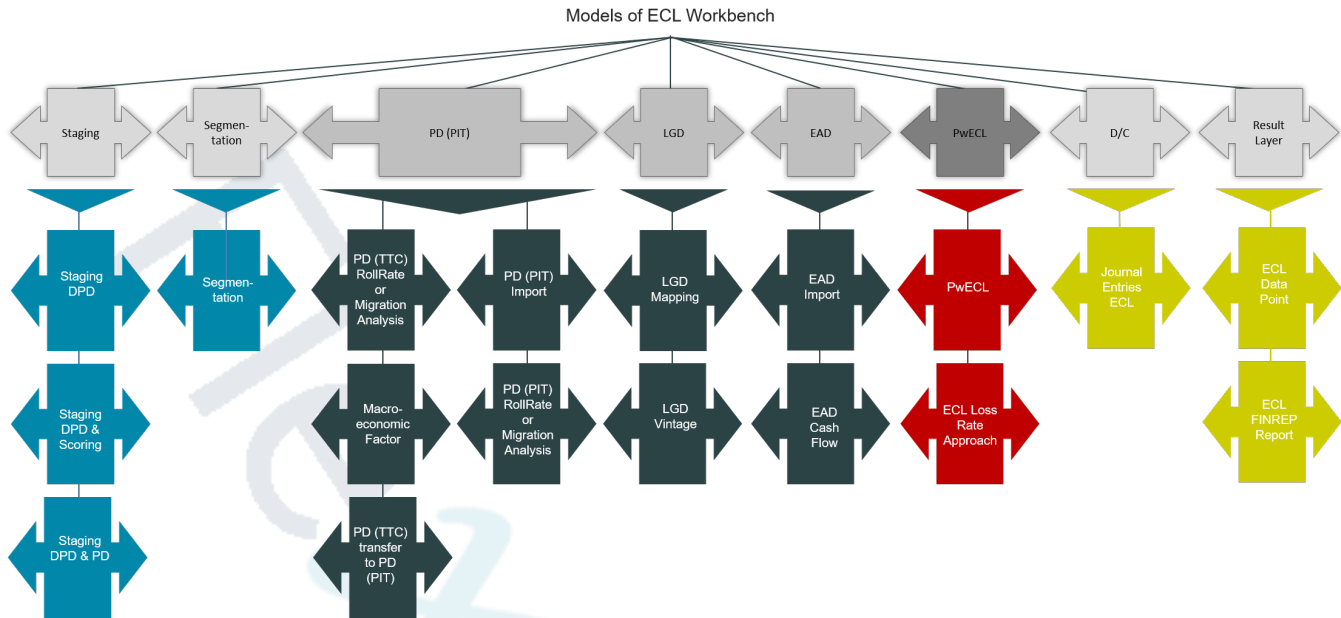 Models of ECL Workbench
Staging
Segmen-
tation
PD (PIT)
LGD
EAD
PwECL
D/C
Result
Layer
Staging
DPD
Segmen-
tation
PD (TTC)
RollRate
or
Migration
Analysis
PD (PIT)
Import
LGD
Mapping
EAD
Import
PwECL
Journal
Entries
ECL
ECL
Data
Point
Staging
DPD &
Scoring
Macro-
economic
Factor
PD (PIT)
RollRate
or
Migration
Analysis
LGD
Vintage
EAD
Cash
Flow
ECL Loss
Rate
Approach
ECL
FINREP
Report
Staging
DPD & PD
PD (TTC)
transfer
to PD
(PIT)